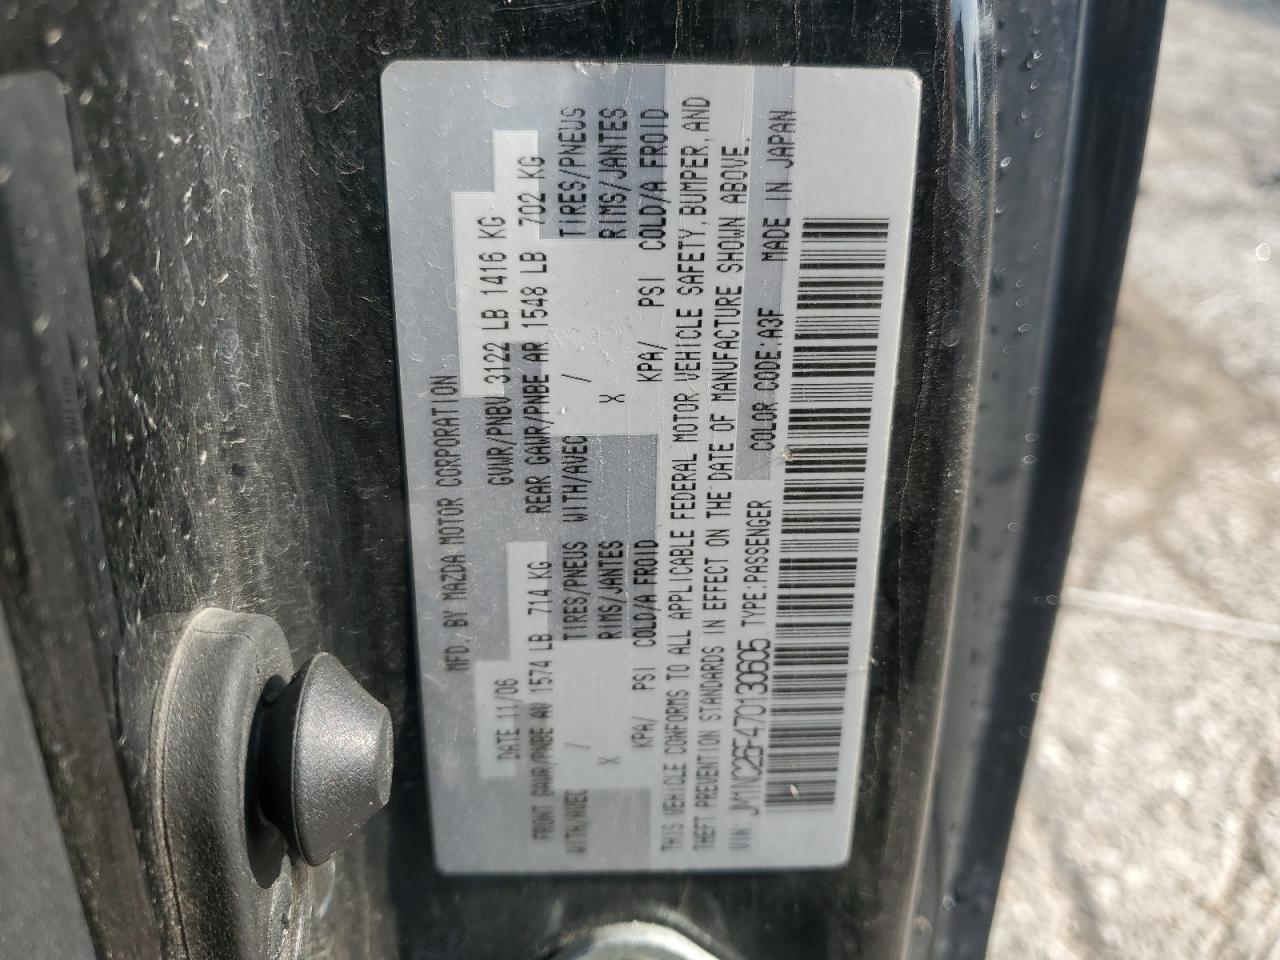 MFD. BY MAZDA MOTOR CORPORATION
DATE 11/06 GVWR/PNBV 3122 LB 1416 KG
FRONT GAWR/PNBE AV 1574 LB 714 KG REAR GAWR/PNBE AR 1548 LB 702 KG
WITH/AVEC / TIRES/PNEUS WITH/AVEC / TIRES/PNEUS
X RIMS/JANTES X RIMS/JANTES
KPA/ PSI COLD/A FROID KPA/ PSI COLD/A FROID
THIS VEHICLE CONFORMS TO ALL APPLICABLE FEDERAL MOTOR VEHICLE SAFETY, BUMPER, AND
THEFT PREVENTION STANDARDS IN EFFECT ON THE DATE OF MANUFACTURE SHOWN ABOVE.
VIN: JM1NC26F470130605 TYPE:PASSENGER COLOR CODE:A3F MADE IN JAPAN